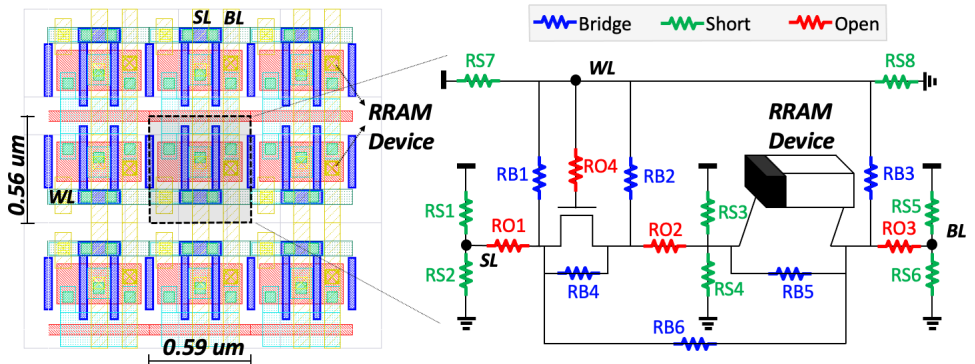 SL BL
RRAM
Device
WL
0.56 um
0.59 um
Bridge Short Open
RS7 WL RS8
RRAM
Device
RB1 RO4 RB2 RB3
RS1 RS3 RS5
RO1 RO2 RO3 BL
SL
RS2 RS4 RS6
RB4 RB5
RB6